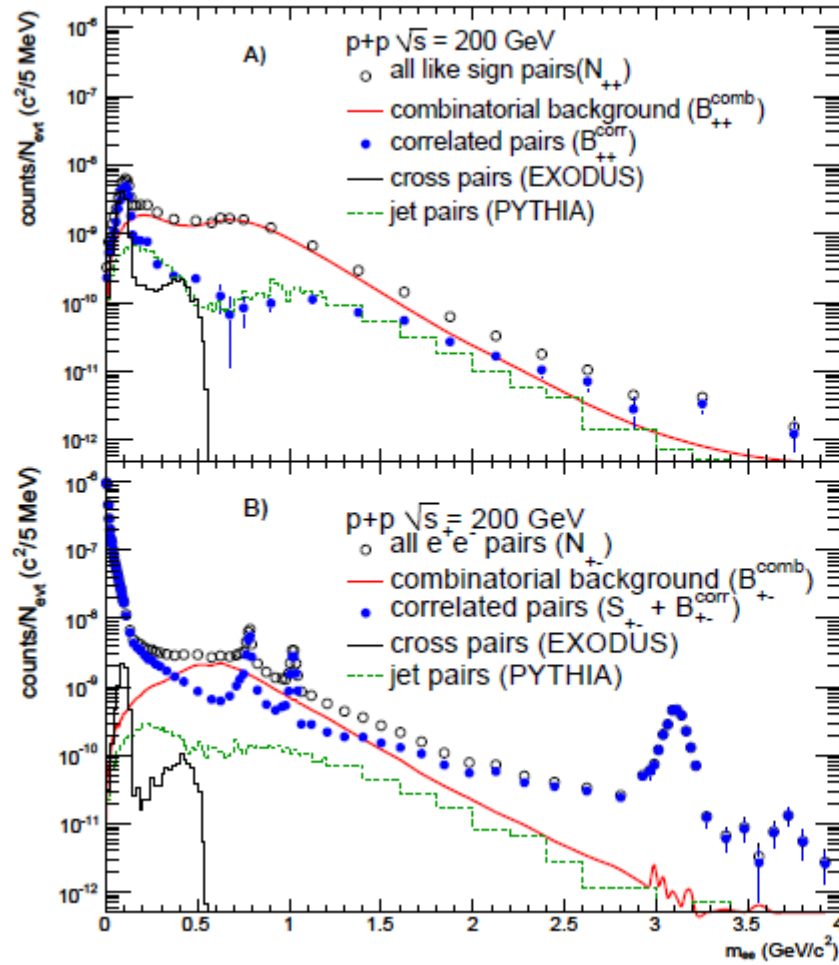 10⁻⁶
A)
p+p √s = 200 GeV
all like sign pairs(N₊₊)
10⁻⁷
combinatorial background (B₊₊ᶜᵒᵐᵇ)
correlated pairs (B₊₊ᶜᵒʳʳ)
10⁻⁸
cross pairs (EXODUS)
jet pairs (PYTHIA)
10⁻⁹
10⁻¹⁰
10⁻¹¹
10⁻¹²
counts/Nₑᵥₜ (c²/5 MeV)
10⁻⁶
B)
p+p √s = 200 GeV
all e⁺e⁻ pairs (N₊₋)
10⁻⁷
combinatorial background (B₊₋ᶜᵒᵐᵇ)
correlated pairs (S₊₋ + B₊₋ᶜᵒʳʳ)
10⁻⁸
cross pairs (EXODUS)
jet pairs (PYTHIA)
10⁻⁹
10⁻¹⁰
10⁻¹¹
10⁻¹²
counts/Nₑᵥₜ (c²/5 MeV)
0 0.5 1 1.5 2 2.5 3 3.5 4
mₑₑ (GeV/c²)